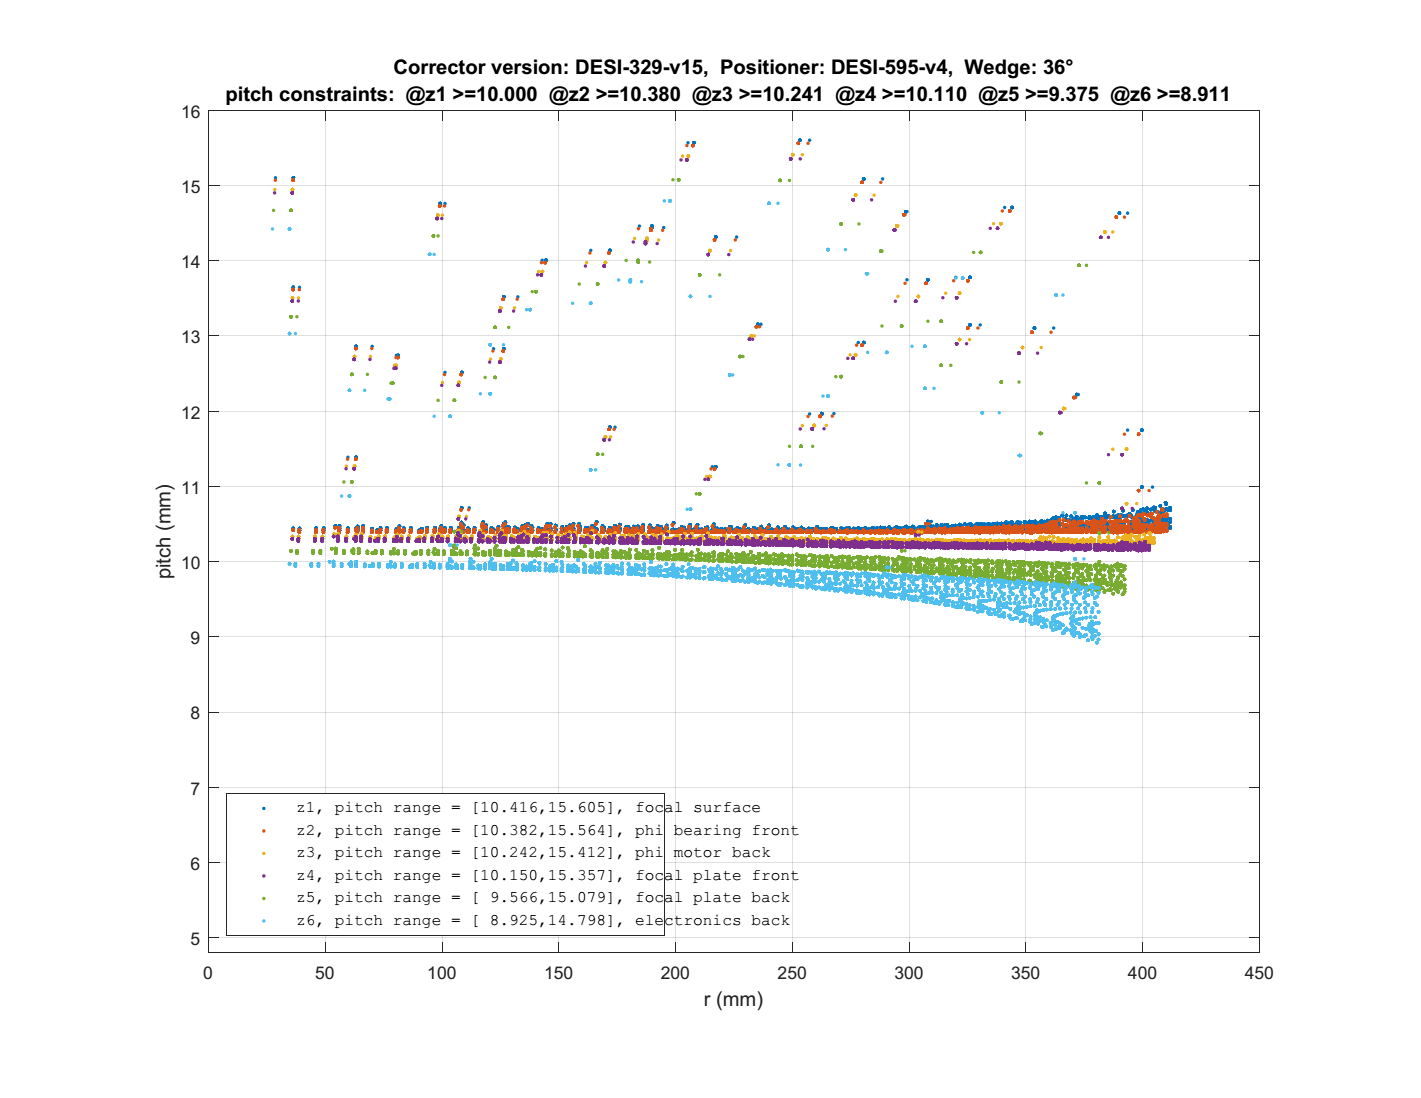 Corrector version: DESI-329-v15,  Positioner: DESI-595-v4,  Wedge: 36°
pitch constraints:  @z1 >=10.000  @z2 >=10.380  @z3 >=10.241  @z4 >=10.110  @z5 >=9.375  @z6 >=8.911
16
15
14
13
12
11
10
9
8
7
6
5
pitch (mm)
z1, pitch range = [10.416,15.605], focal surface
z2, pitch range = [10.382,15.564], phi bearing front
z3, pitch range = [10.242,15.412], phi motor back
z4, pitch range = [10.150,15.357], focal plate front
z5, pitch range = [ 9.566,15.079], focal plate back
z6, pitch range = [ 8.925,14.798], electronics back
0 50 100 150 200 250 300 350 400 450
r (mm)